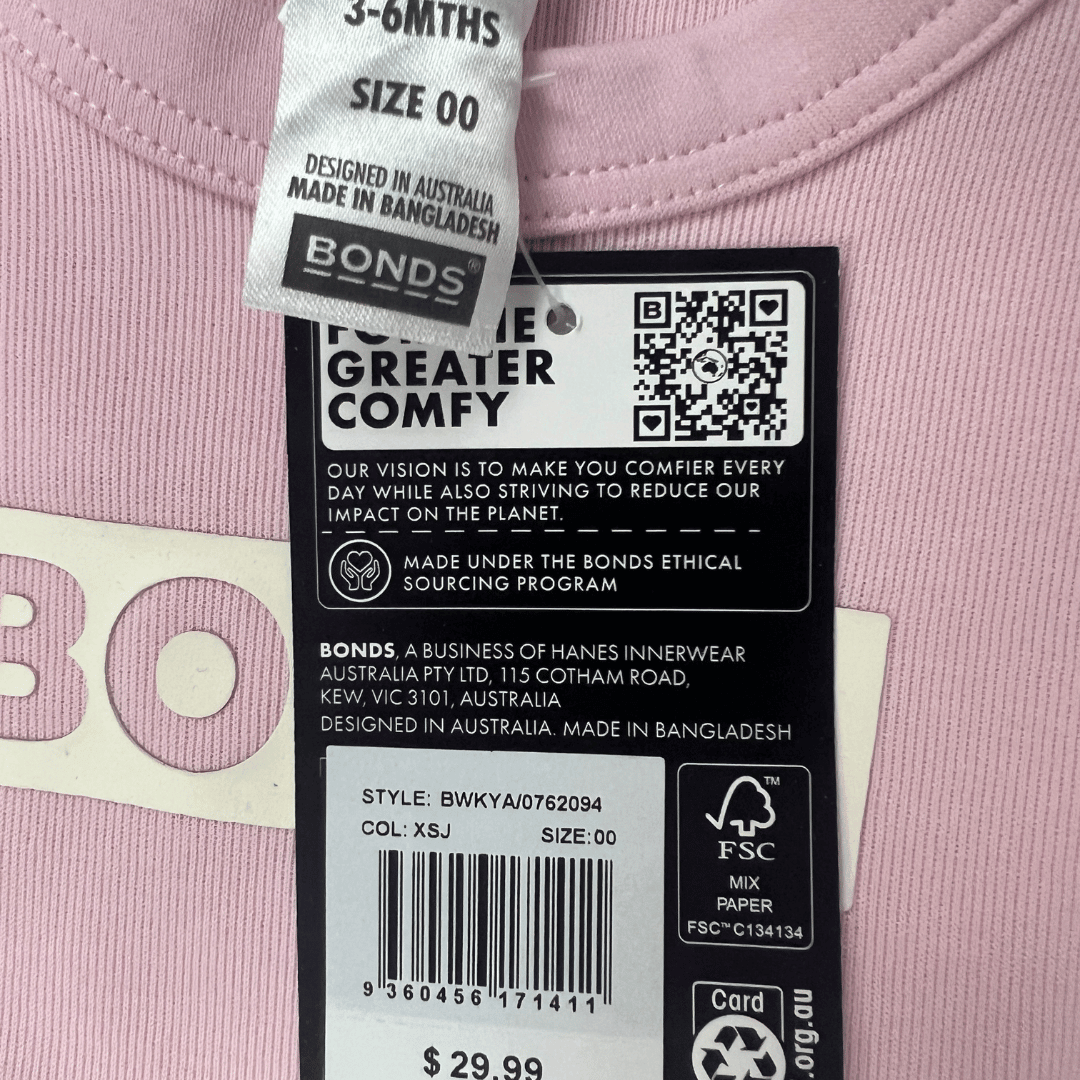 3-6MTHS
SIZE 00
DESIGNED IN AUSTRALIA
MADE IN BANGLADESH
BONDS®
GREATER
COMFY
B
OUR VISION IS TO MAKE YOU COMFIER EVERY
DAY WHILE ALSO STRIVING TO REDUCE OUR
IMPACT ON THE PLANET.
MADE UNDER THE BONDS ETHICAL
SOURCING PROGRAM
BO
BONDS, A BUSINESS OF HANES INNERWEAR
AUSTRALIA PTY LTD, 115 COTHAM ROAD,
KEW, VIC 3101, AUSTRALIA
DESIGNED IN AUSTRALIA. MADE IN BANGLADESH
STYLE: BWKYA/0762094
COL: XSJ SIZE: 00
9 360456 171411
$ 29.99
™
FSC
MIX
PAPER
FSC™ C134134
Card
.org.au